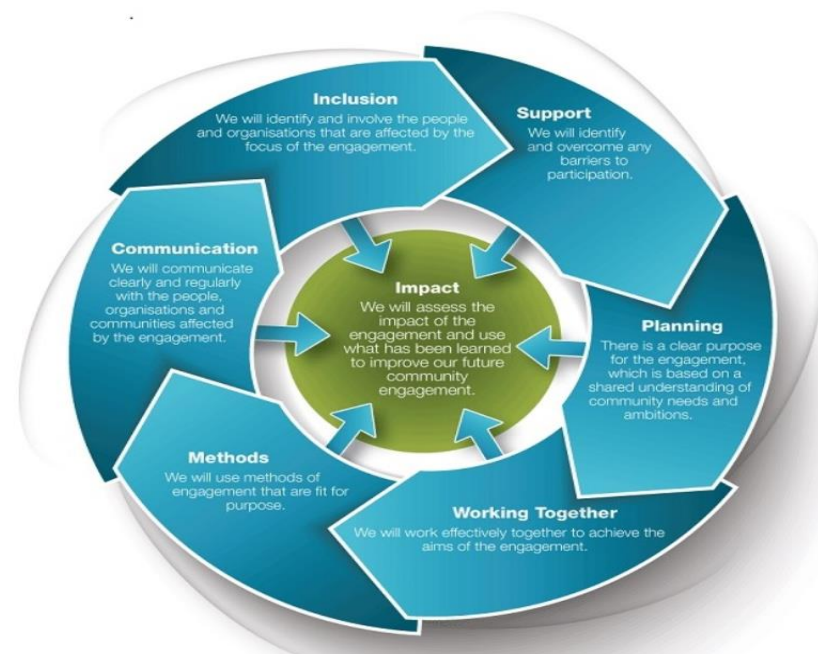 Inclusion
We will identify and involve the people
and organisations that are affected by the
focus of the engagement.
Support
We will identify
and overcome any
barriers to
participation.
Planning
There is a clear purpose
for the engagement,
which is based on a
shared understanding of
community needs and
ambitions.
Working Together
We will work effectively together to achieve the
aims of the engagement.
Methods
We will use methods of
engagement that are fit for
purpose.
Communication
We will communicate
clearly and regularly
with the people,
organisations and
communities affected
by the engagement.
Impact
We will assess the
impact of the
engagement and use
what has been learned
to improve our future
community
engagement.